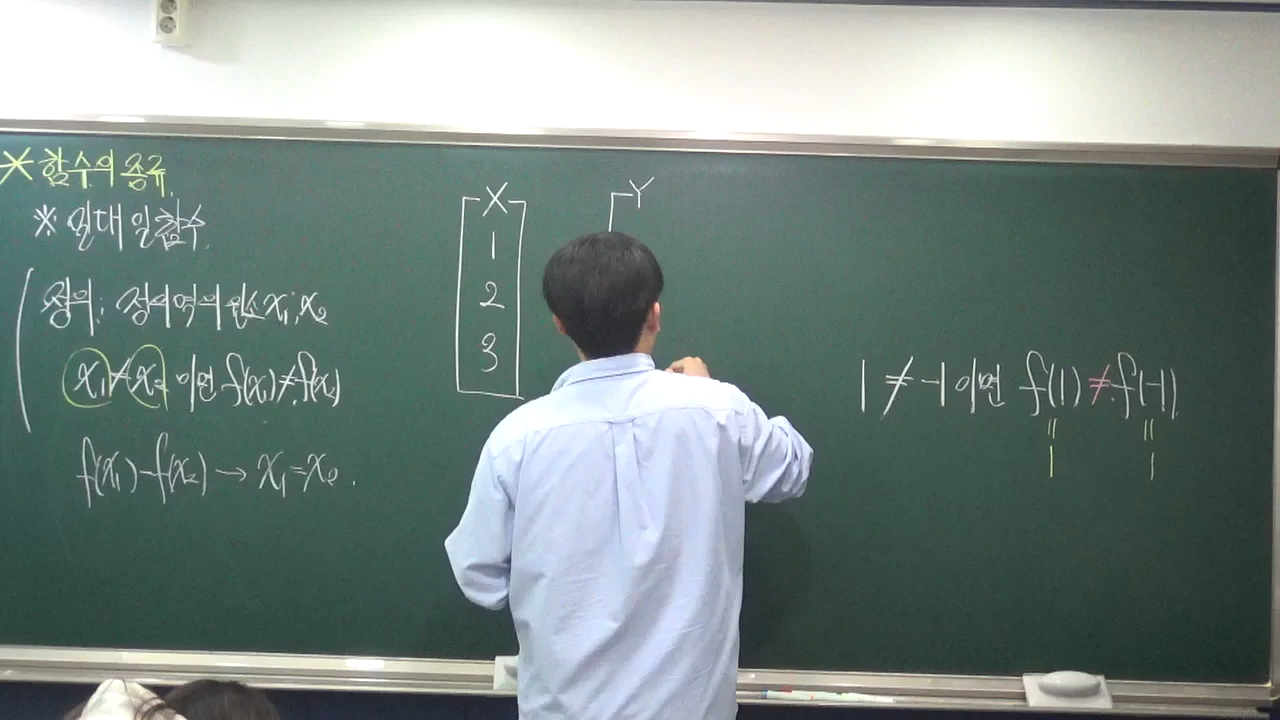 * 함수의 종류.
※ 일대일함수.
정의: 정의역의 원소 x₁, x₂
x₁≠x₂ 이면 f(x₁)≠f(x₂)
f(x₁)=f(x₂) → x₁=x₂.
X
1
2
3
Y
1 ≠ -1 이면 f(1) ≠ f(-1).
" "
1 1